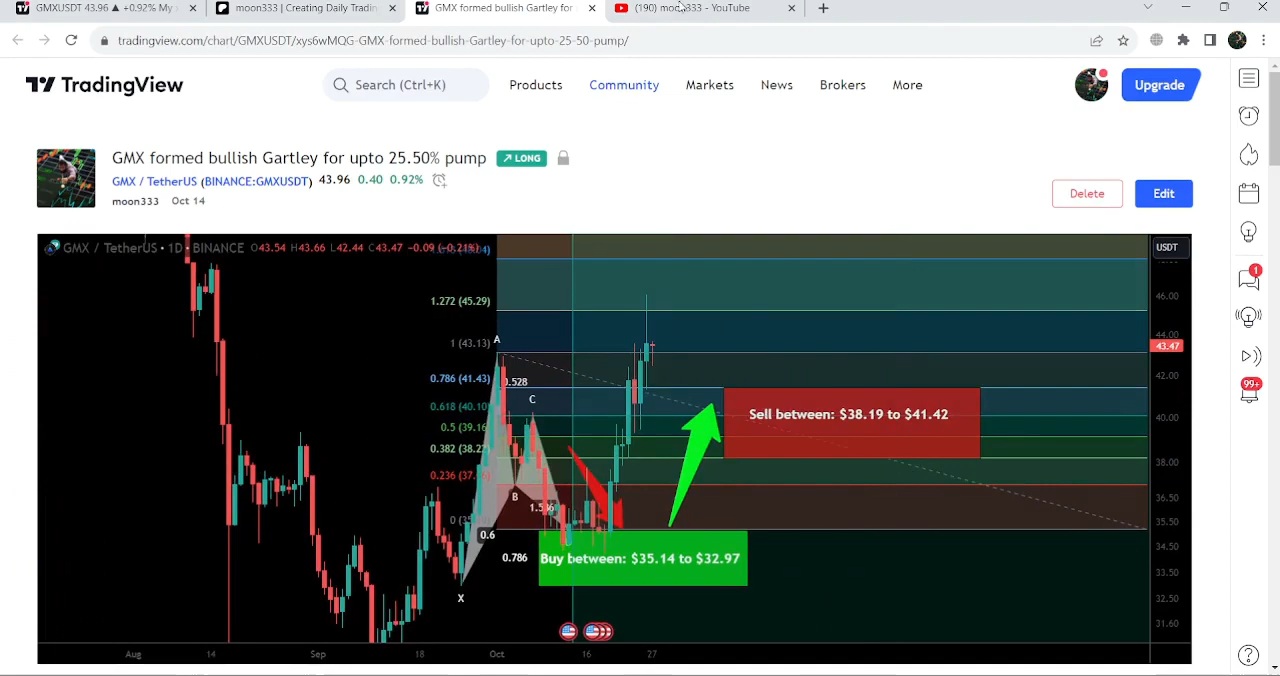 GMXUSDT 43.96 ▲ +0.92% My
moon333 | Creating Daily Trading
GMX formed bullish Gartley for
(190) moon333 - YouTube
tradingview.com/chart/GMXUSDT/xys6wMQG-GMX-formed-bullish-Gartley-for-upto-25-50-pump/
TradingView
Search (Ctrl+K)
Products
Community
Markets
News
Brokers
More
Upgrade
GMX formed bullish Gartley for upto 25.50% pump
LONG
GMX / TetherUS (BINANCE:GMXUSDT) 43.96 0.40 0.92%
moon333 Oct 14
Delete
Edit
GMX / TetherUS • 1D • BINANCE O43.54 H43.66 L42.44 C43.47 −0.09 (−0.21%)
USDT
1.272 (45.29)
46.00
1 (43.13)
A
44.00
43.47
0.786 (41.43)
0.528
42.00
C
0.618 (40.10)
Sell between: $38.19 to $41.42
40.00
0.5 (39.16)
0.382 (38.22)
38.00
0.236 (37.
B
36.50
1.5
0 (35
35.50
0.6
0.786
Buy between: $35.14 to $32.97
34.50
33.50
X
32.50
31.60
Aug
14
Sep
18
Oct
16
27
1
99+